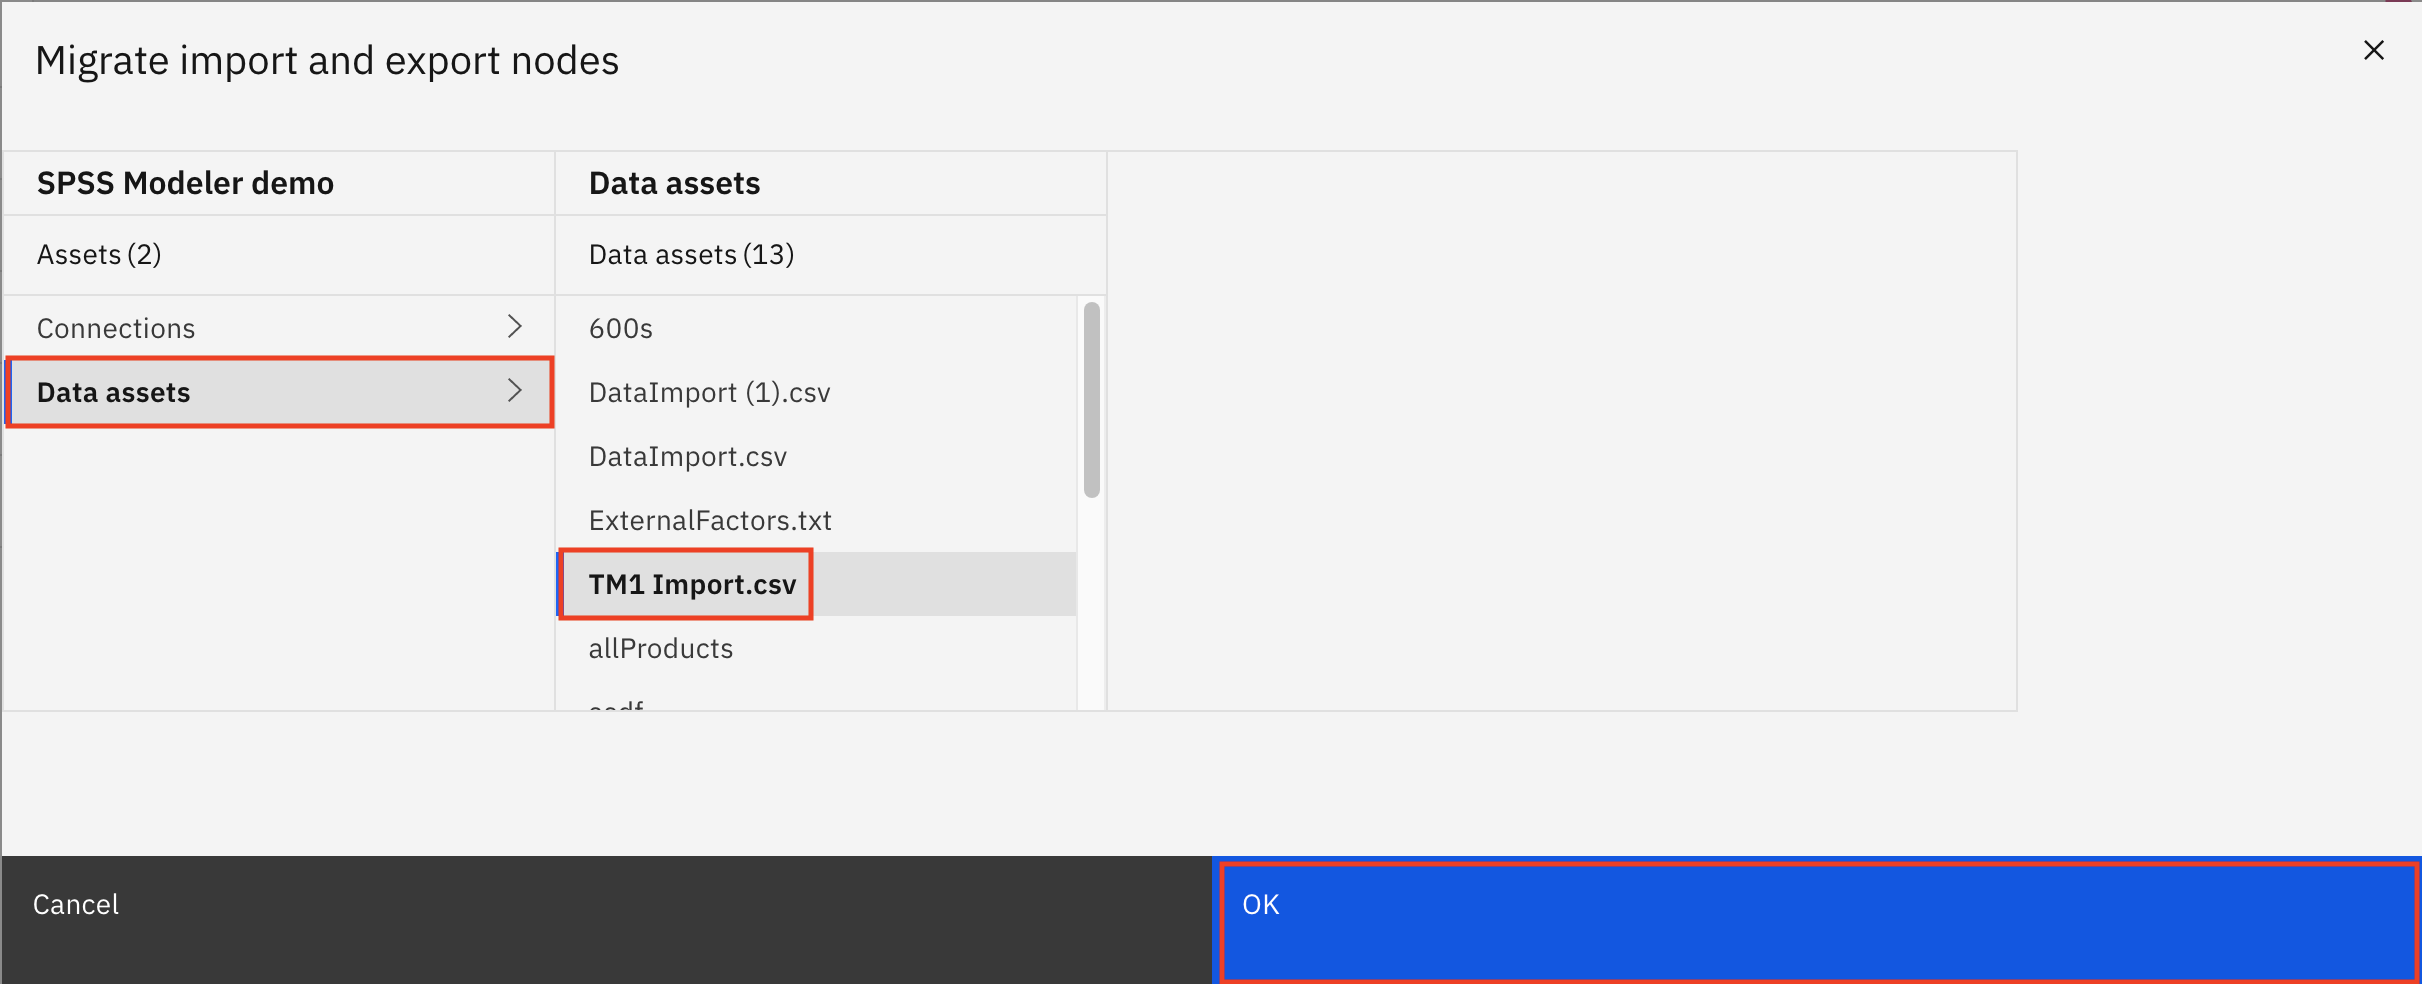 Migrate import and export nodes
SPSS Modeler demo
Assets (2)
Connections
Data assets
Data assets
Data assets (13)
600s
DataImport (1).csv
DataImport.csv
ExternalFactors.txt
TM1 Import.csv
allProducts
Cancel
OK